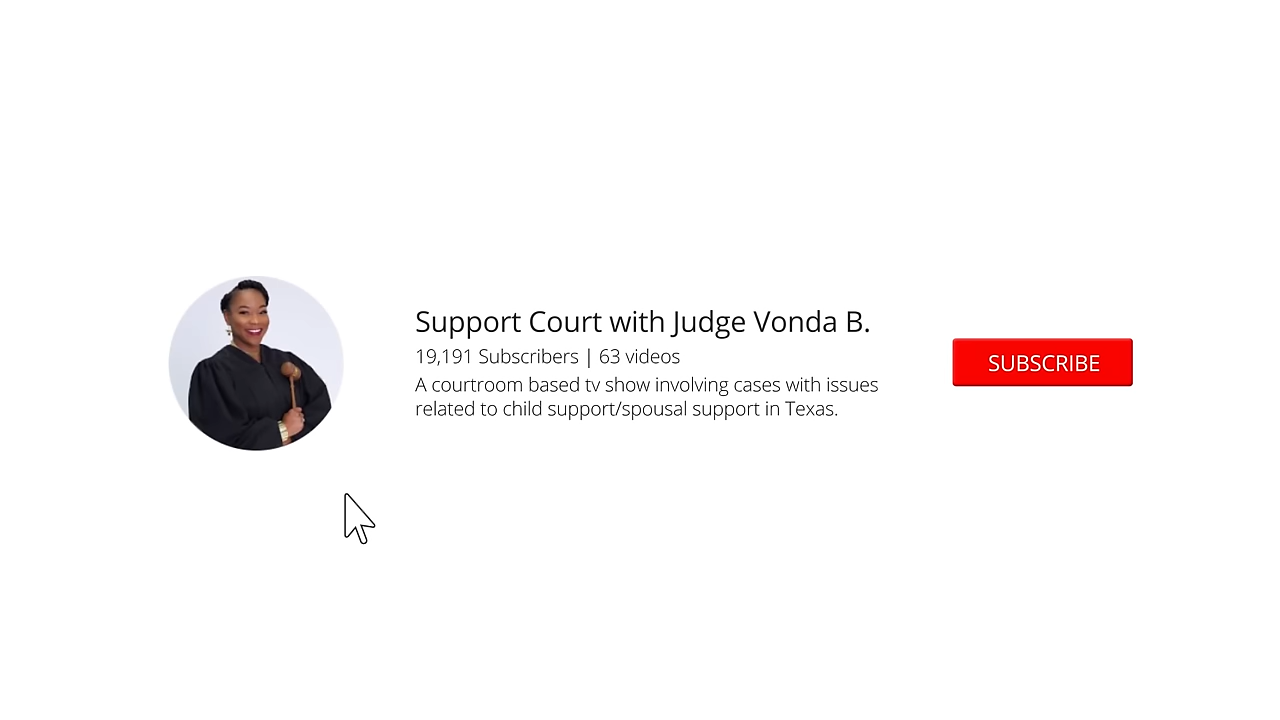 Support Court with Judge Vonda B.
19,191 Subscribers | 63 videos
A courtroom based tv show involving cases with issues
related to child support/spousal support in Texas.
SUBSCRIBE